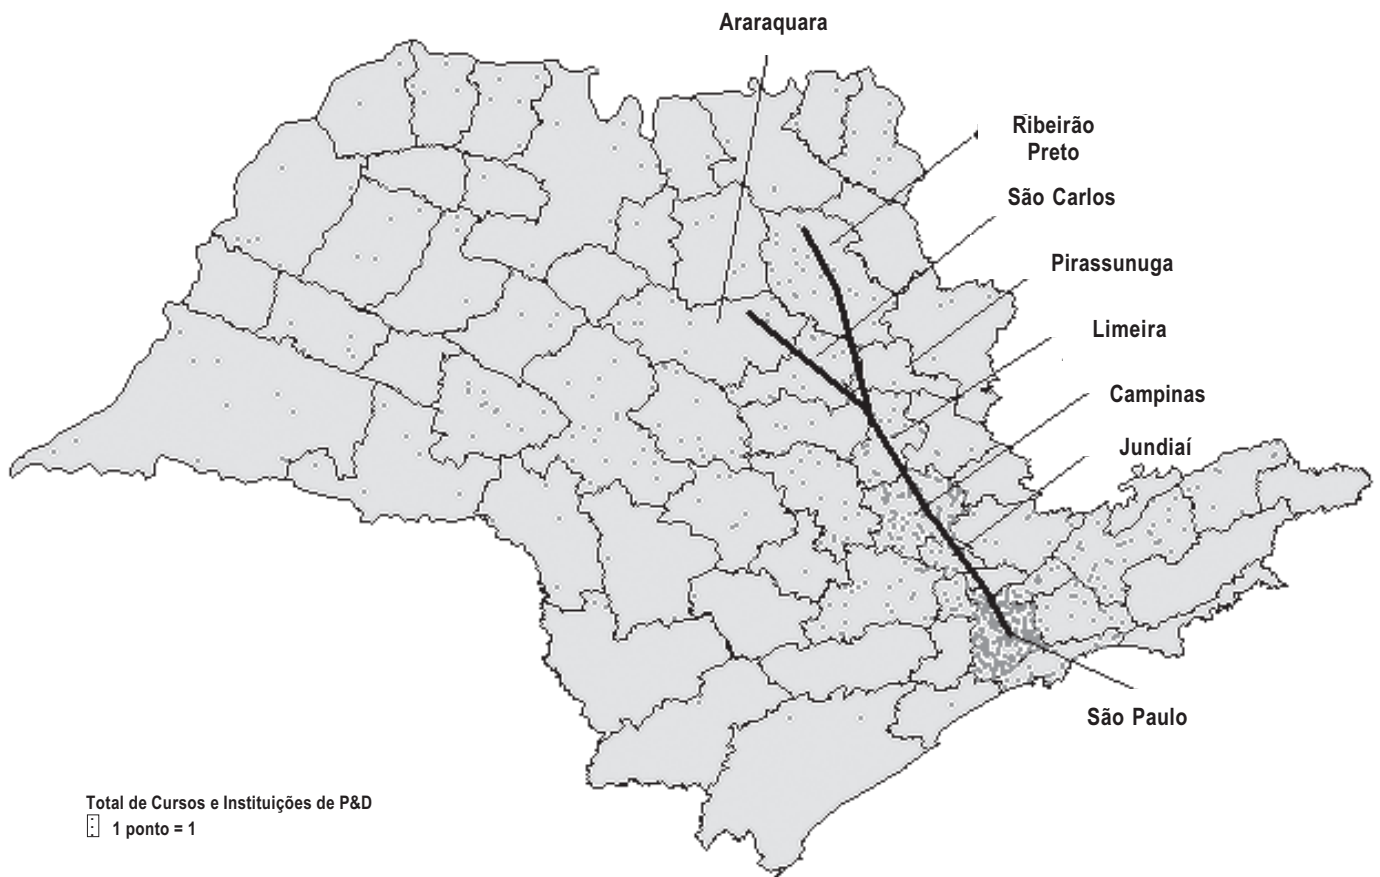 Araraquara
Ribeirão
Preto
São Carlos
Pirassunuga
Limeira
Campinas
Jundiaí
São Paulo
Total de Cursos e Instituições de P&D
1 ponto = 1